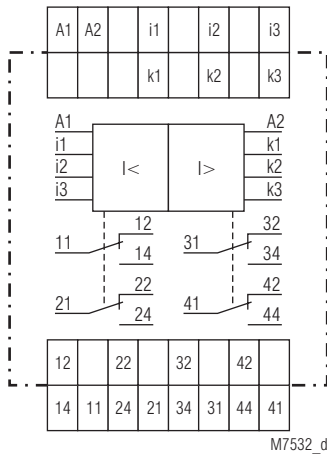 A1 A2 i1 i2 i3
k1 k2 k3
A1 A2
i1 k1
i2 I< I> k2
i3 k3
12 32
11 14 31 34
22 42
21 24 41 44
12 22 32 42
14 11 24 21 34 31 44 41
M7532_d